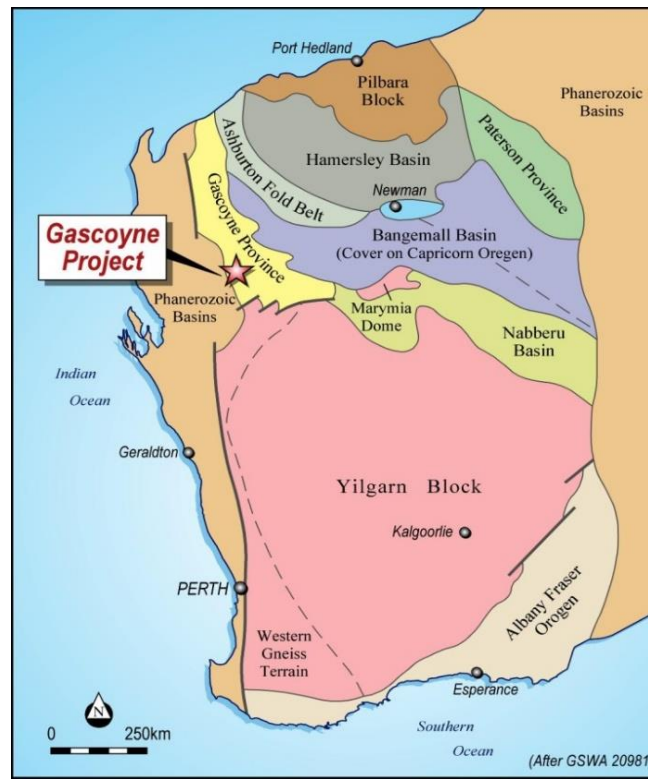 Port Hedland
Pilbara
Block
Phanerozoic
Basins
Ashburton Fold Belt
Hamersley Basin
Paterson Province
Gascoyne Province
Newman
Bangemall Basin
(Cover on Capricorn Oregen)
Gascoyne
Project
Phanerozoic
Basins
Marymia
Dome
Nabberu
Basin
Indian
Ocean
Geraldton
Yilgarn Block
Kalgoorlie
PERTH
Albany Fraser
Orogen
Western
Gneiss
Terrain
Esperance
N
0 250km
Southern
Ocean
(After GSWA 20981